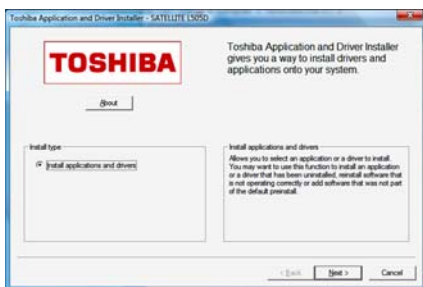 Toshiba Application and Driver Installer - SATELLITE L505D
TOSHIBA
Toshiba Application and Driver Installer
gives you a way to install drivers and
applications onto your system.
About
Install type
Install applications and drivers
Install applications and drivers
Allows you to select an application or a driver to install.
You may want to use this function to install an application
or a driver that has been uninstalled, reinstall software that
is not operating correctly or add software that was not part
of the default preinstall.
< Back
Next >
Cancel